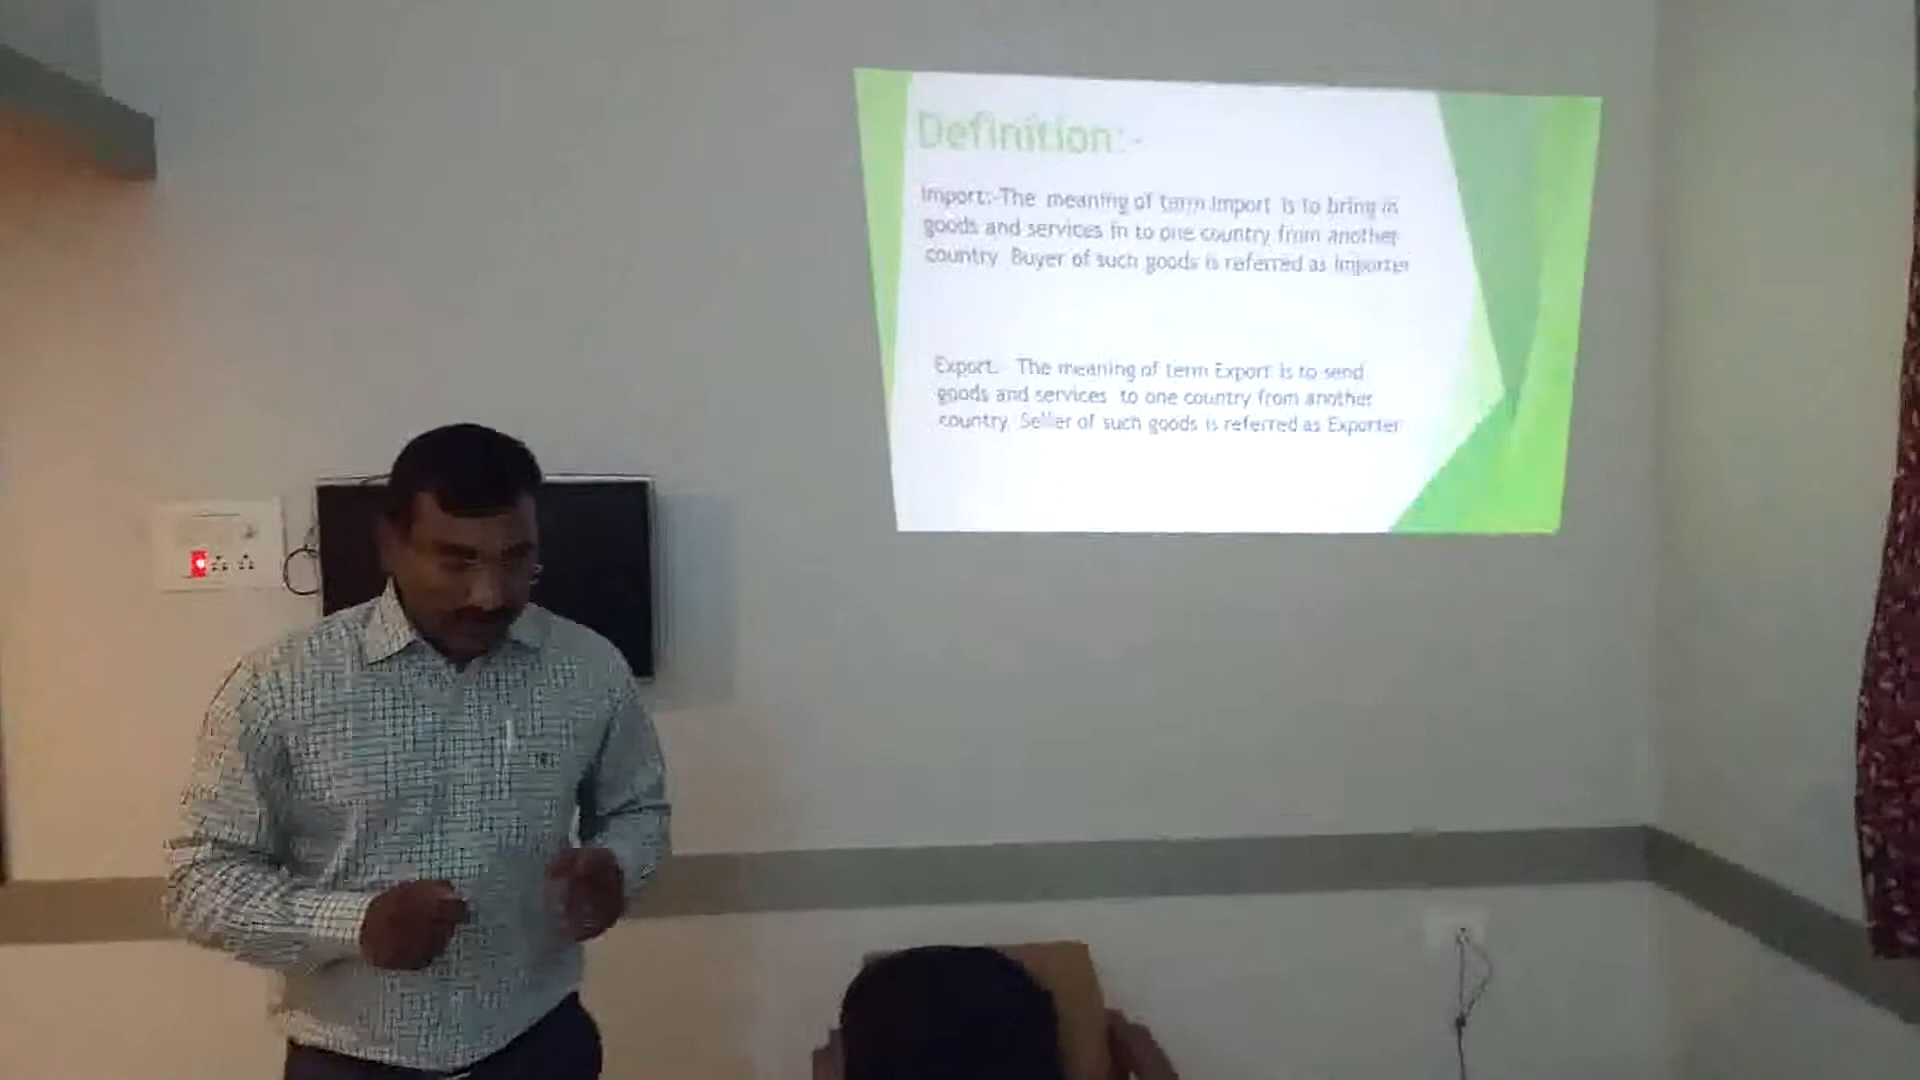 Definition:-
Import:-The meaning of term Import is to bring in
goods and services in to one country from another
country Buyer of such goods is referred as Importer
Export. The meaning of term Export is to send
goods and services to one country from another
country. Seller of such goods is referred as Exporter